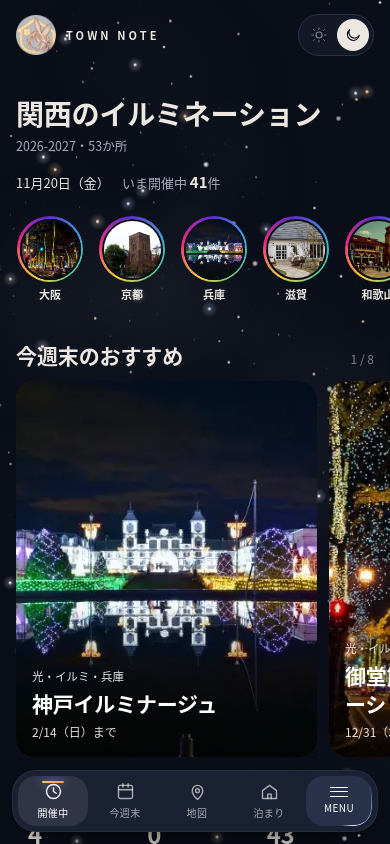 TOWN NOTE
関西のイルミネーション
2026-2027・53か所
11月20日（金） いま開催中 41件
大阪 京都 兵庫 滋賀 和歌山
今週末のおすすめ 1 / 8
光・イルミ・兵庫
神戸イルミナージュ
2/14（日）まで
光・イル
御堂
ーシ
12/31（
開催中 今週末 地図 泊まり MENU
4 0 43